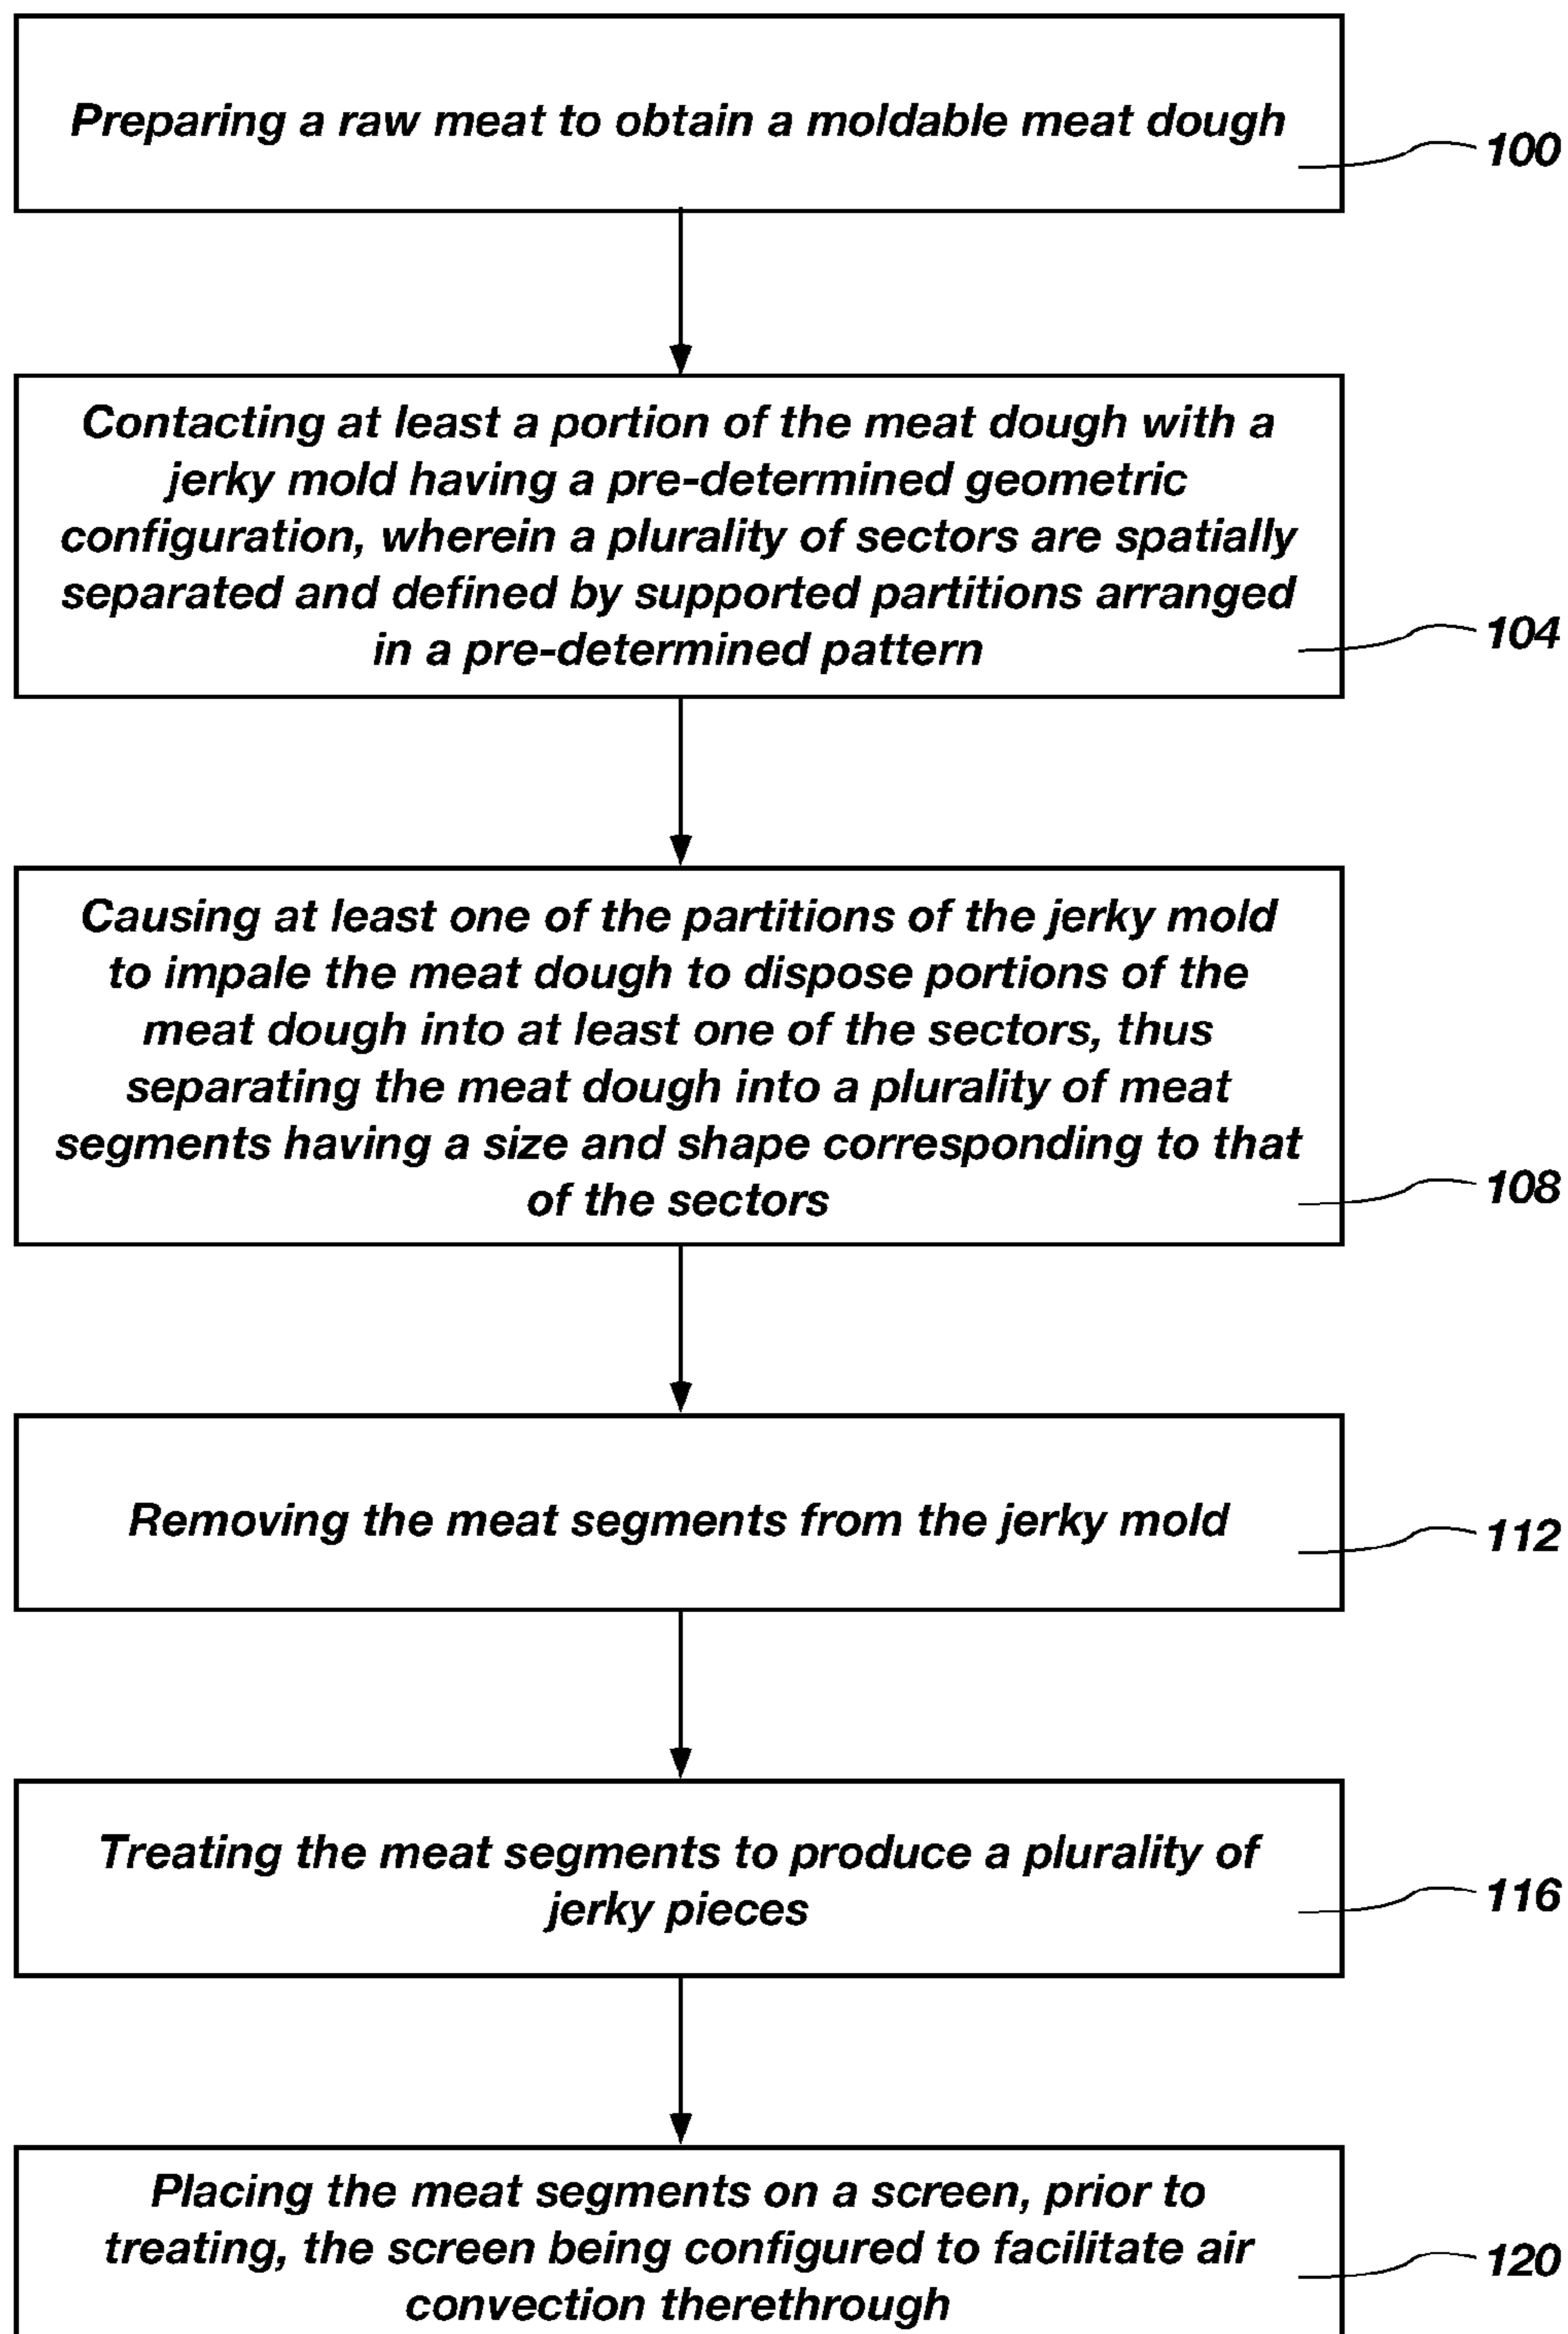 Preparing a raw meat to obtain a moldable meat dough
100
Contacting at least a portion of the meat dough with a
jerky mold having a pre-determined geometric
configuration, wherein a plurality of sectors are spatially
separated and defined by supported partitions arranged
in a pre-determined pattern
104
Causing at least one of the partitions of the jerky mold
to impale the meat dough to dispose portions of the
meat dough into at least one of the sectors, thus
separating the meat dough into a plurality of meat
segments having a size and shape corresponding to that
of the sectors
108
Removing the meat segments from the jerky mold
112
Treating the meat segments to produce a plurality of
jerky pieces
116
Placing the meat segments on a screen, prior to
treating, the screen being configured to facilitate air
convection therethrough
120